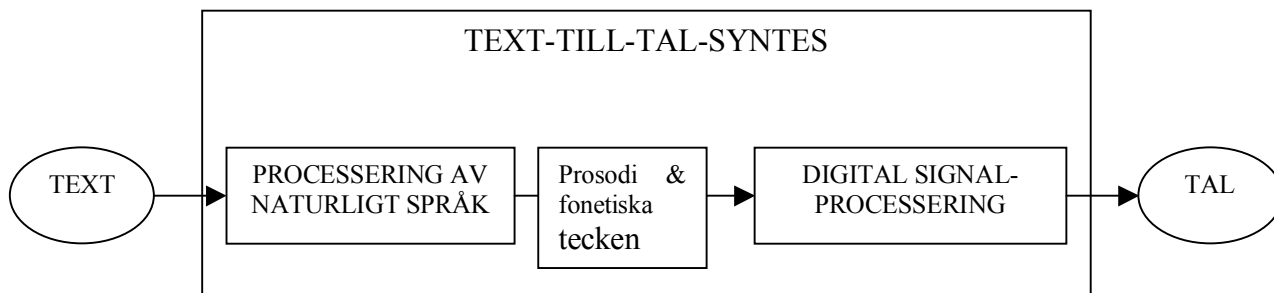 TEXT-TILL-TAL-SYNTES
TEXT
PROCESSERING AV
NATURLIGT SPRÅK
Prosodi &
fonetiska
tecken
DIGITAL SIGNAL-
PROCESSERING
TAL